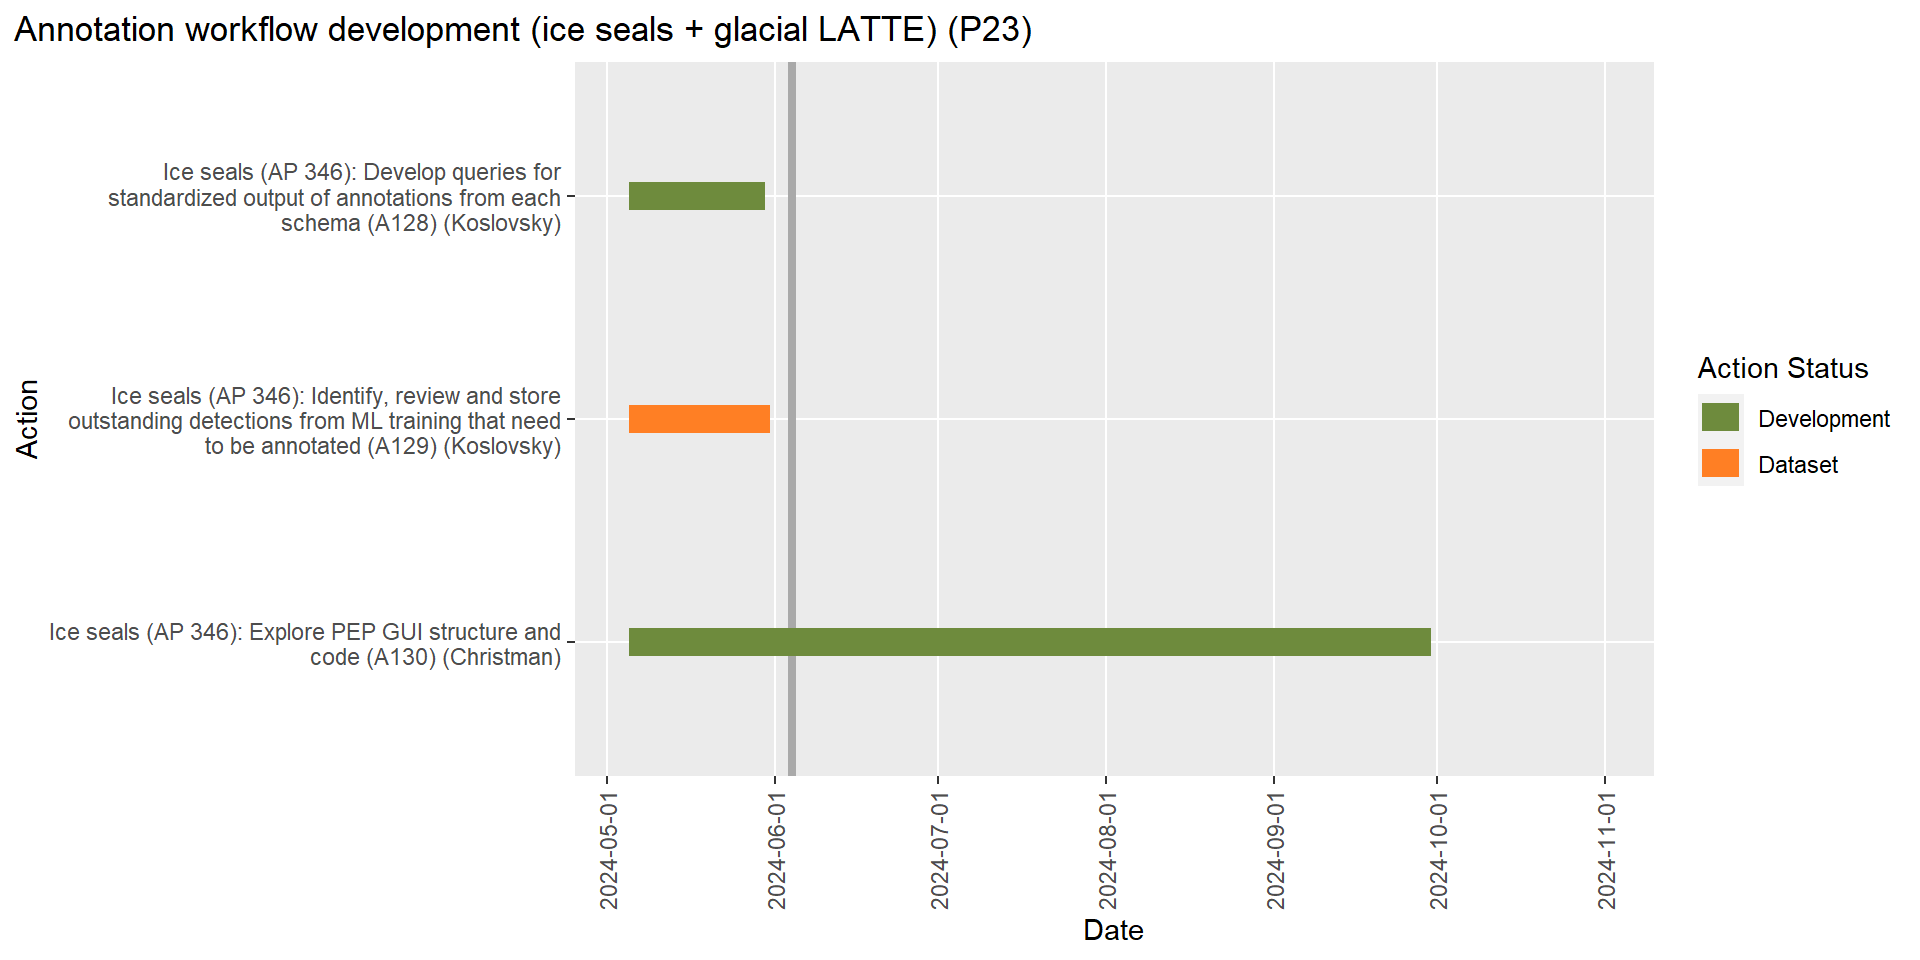 Annotation workflow development (ice seals + glacial LATTE) (P23)
Action
Ice seals (AP 346): Develop queries for
standardized output of annotations from each
schema (A128) (Koslovsky)
Ice seals (AP 346): Identify, review and store
outstanding detections from ML training that need
to be annotated (A129) (Koslovsky)
Ice seals (AP 346): Explore PEP GUI structure and
code (A130) (Christman)
2024-05-01
2024-06-01
2024-07-01
2024-08-01
2024-09-01
2024-10-01
2024-11-01
Date
Action Status
Development
Dataset